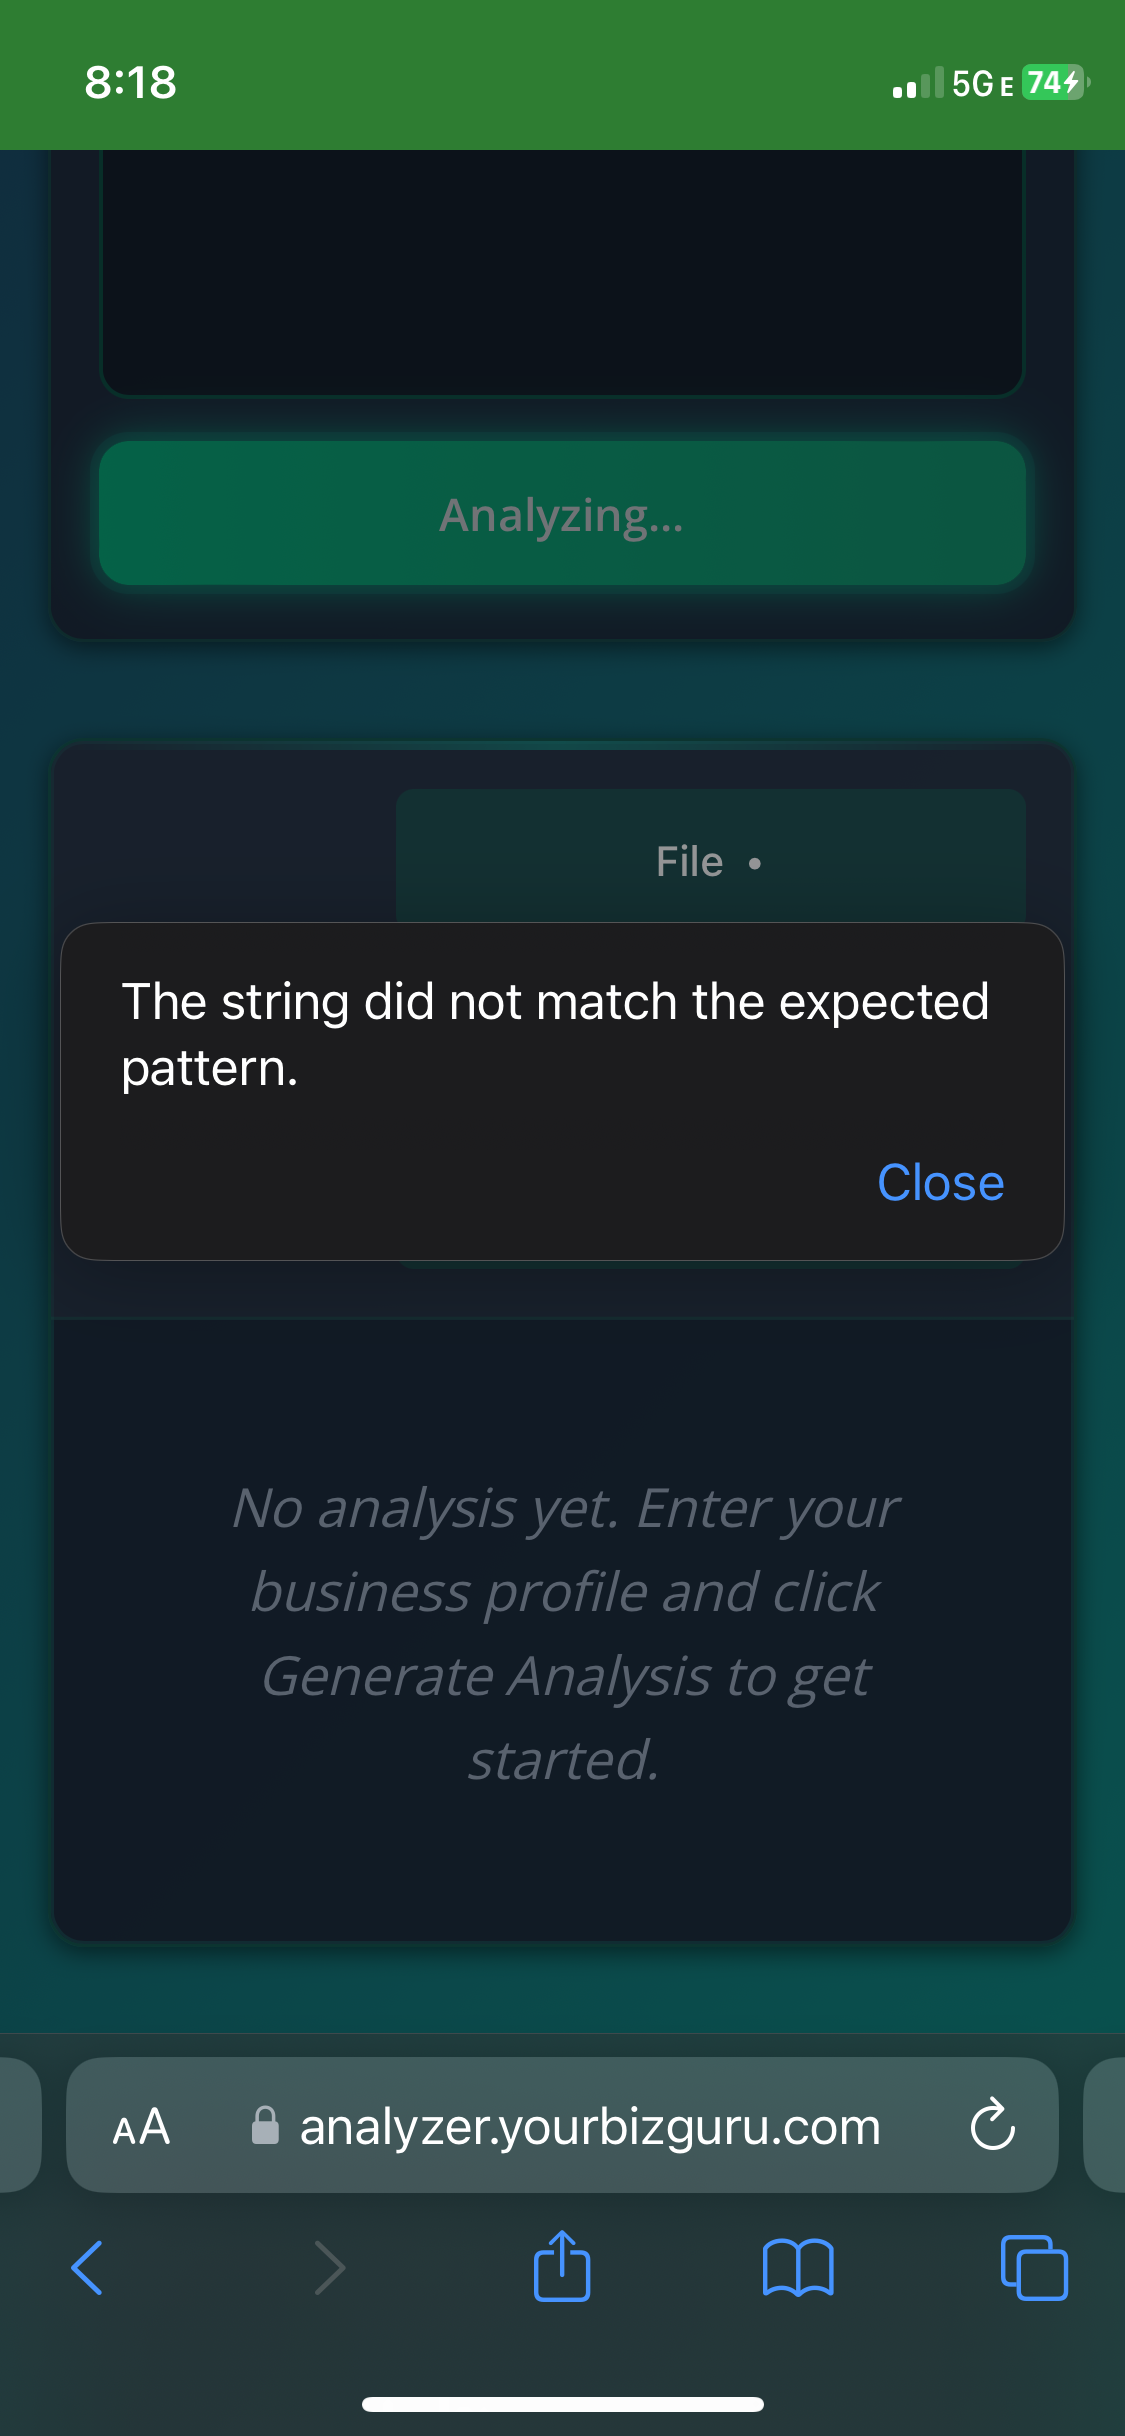 8:18
5G E 74
Analyzing...
File •
The string did not match the expected
pattern.
Close
No analysis yet. Enter your
business profile and click
Generate Analysis to get
started.
AA analyzer.yourbizguru.com